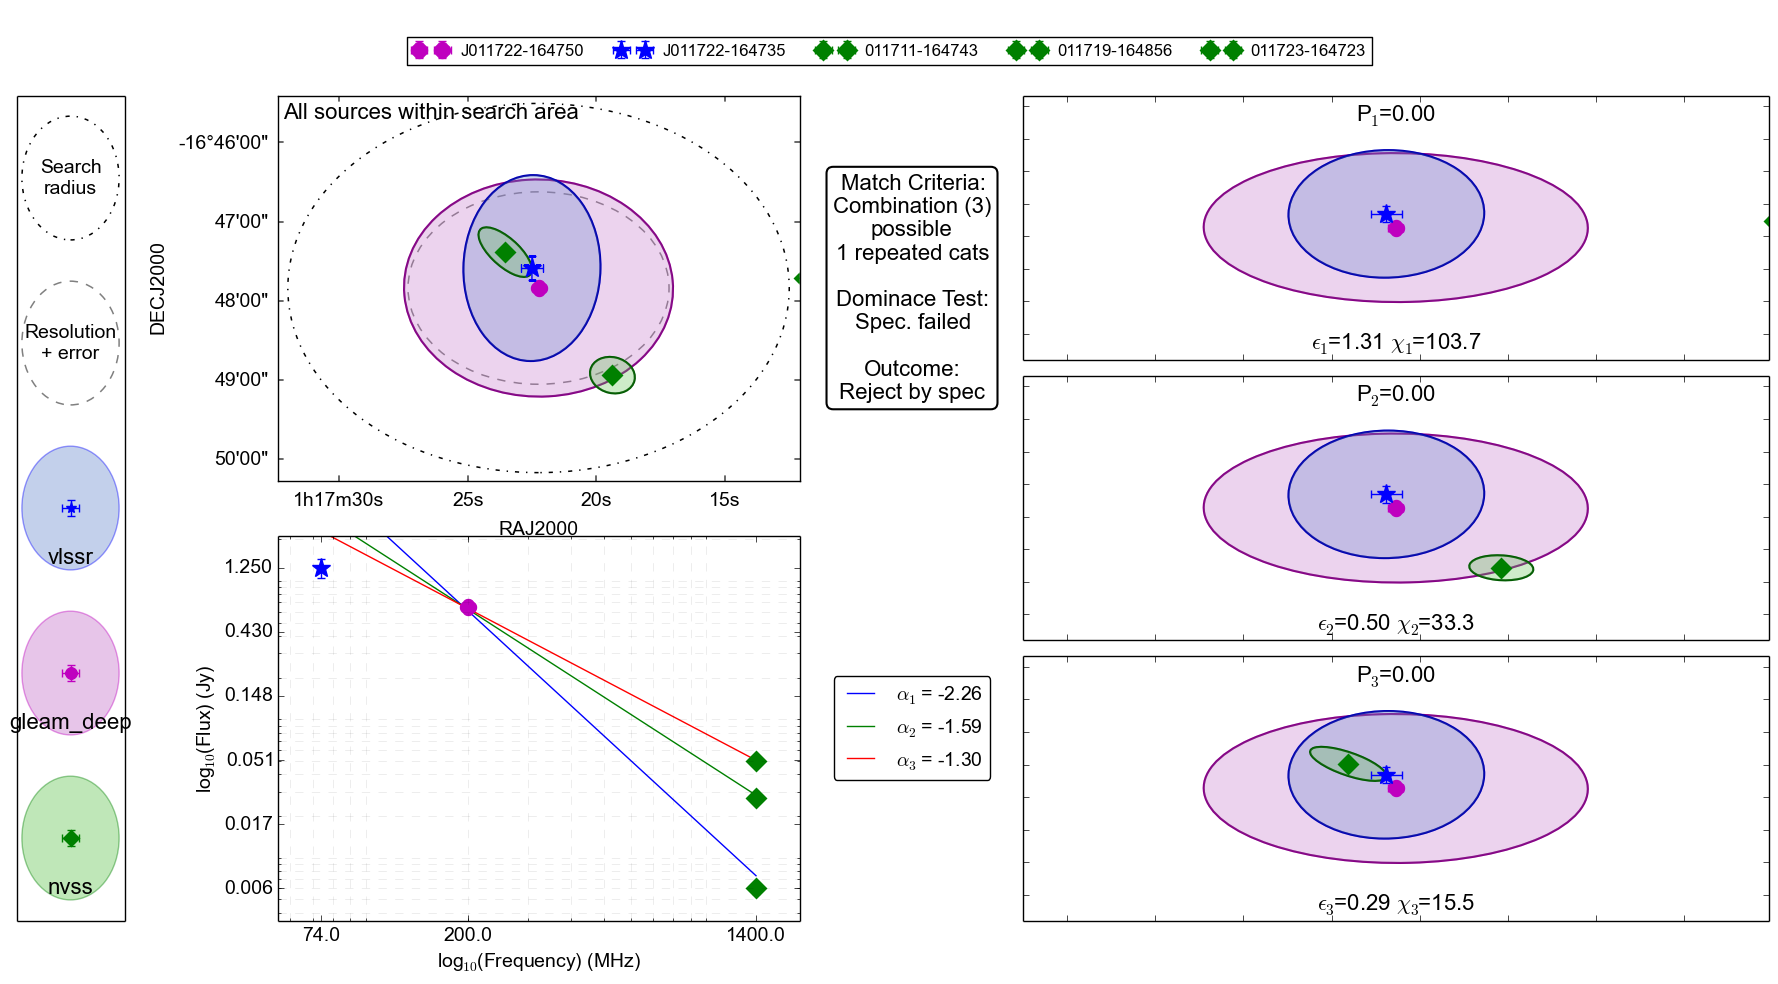 J011722-164750
J011722-164735
011711-164743
011719-164856
011723-164723
Search
radius
Resolution
+ error
vlssr
gleam_deep
nvss
All sources within search area
DECJ2000
-16°46'00"
47'00"
48'00"
49'00"
50'00"
1h17m30s
25s
20s
15s
RAJ2000
Match Criteria:
Combination (3)
possible
1 repeated cats
Dominace Test:
Spec. failed
Outcome:
Reject by spec
log₁₀(Flux) (Jy)
1.250
0.430
0.148
0.051
0.017
0.006
74.0
200.0
1400.0
log₁₀(Frequency) (MHz)
α₁ = -2.26
α₂ = -1.59
α₃ = -1.30
P₁=0.00
ϵ₁=1.31 χ₁=103.7
P₂=0.00
ϵ₂=0.50 χ₂=33.3
P₃=0.00
ϵ₃=0.29 χ₃=15.5